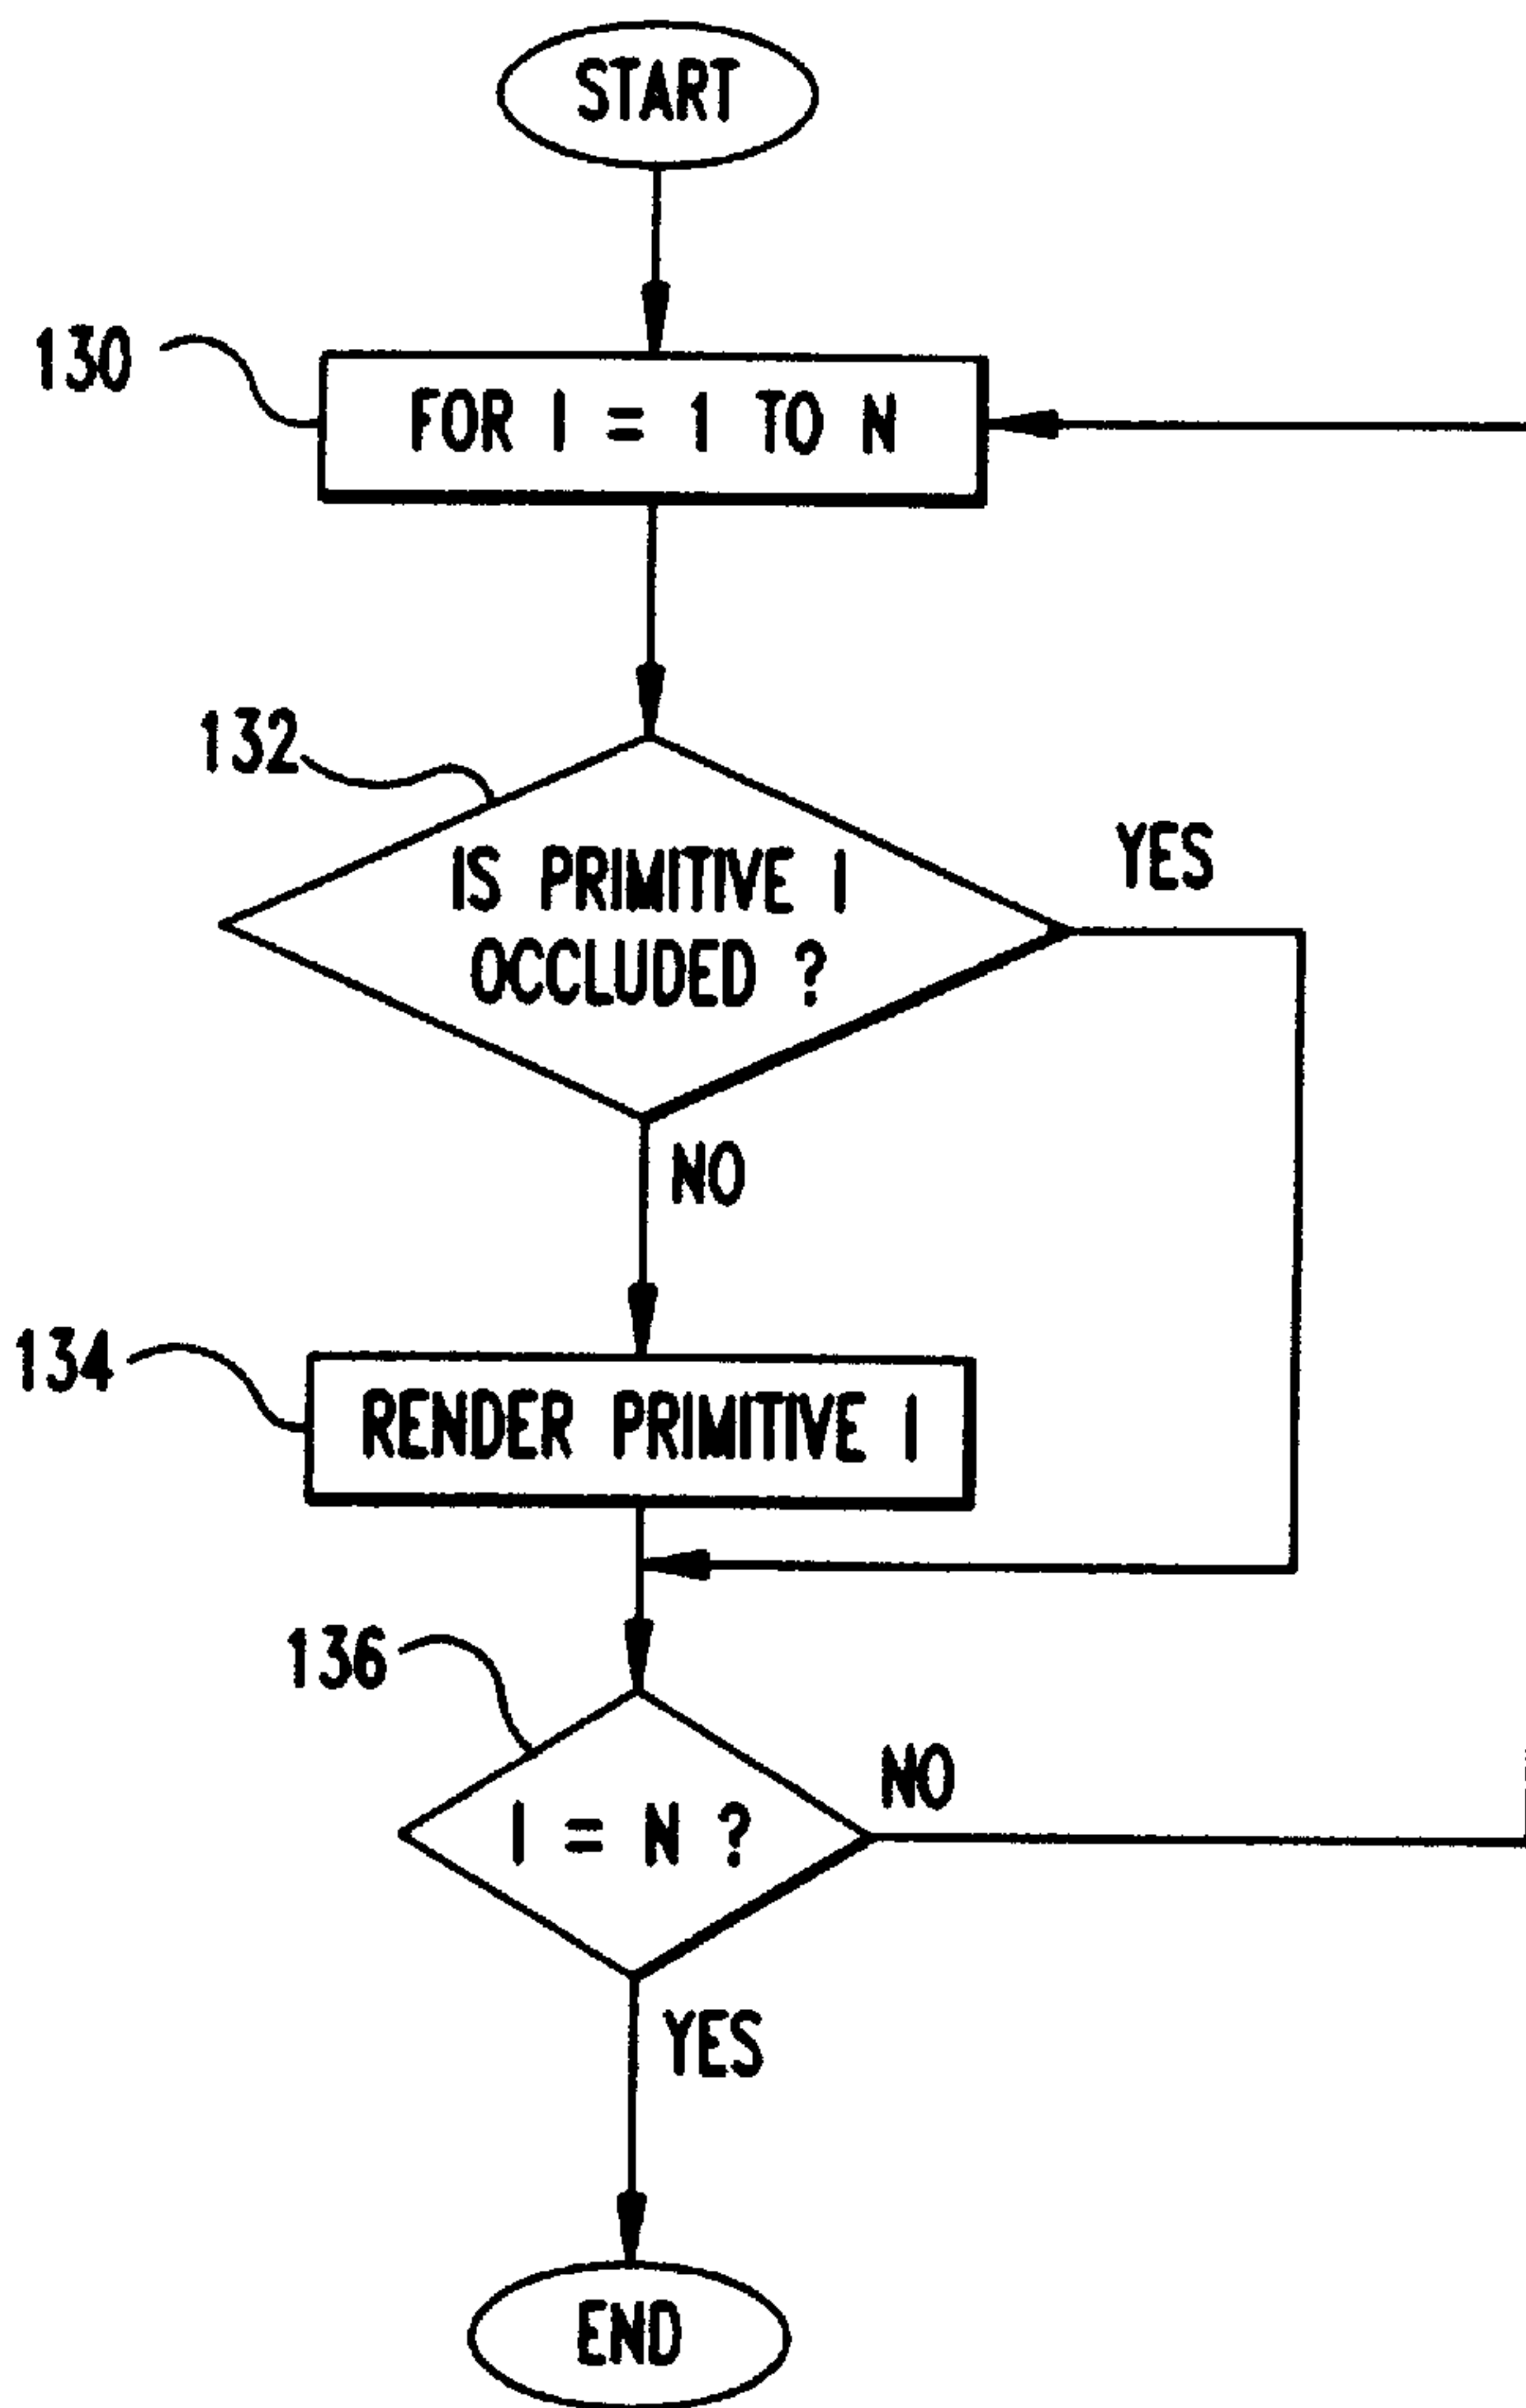 START
130
FOR I = 1 TO N
132
IS PRIMITIVE I
OCCLUDED ?
YES
NO
134
RENDER PRIMITIVE I
136
I = N ?
NO
YES
END